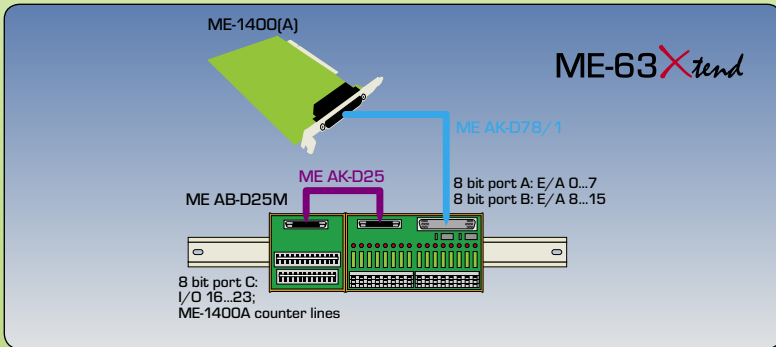 ME-1400(A)
ME-63Xtend
ME AK-D78/1
ME AK-D25
ME AB-D25M
8 bit port A: E/A 0...7
8 bit port B: E/A 8...15
8 bit port C:
I/O 16...23;
ME-1400A counter lines